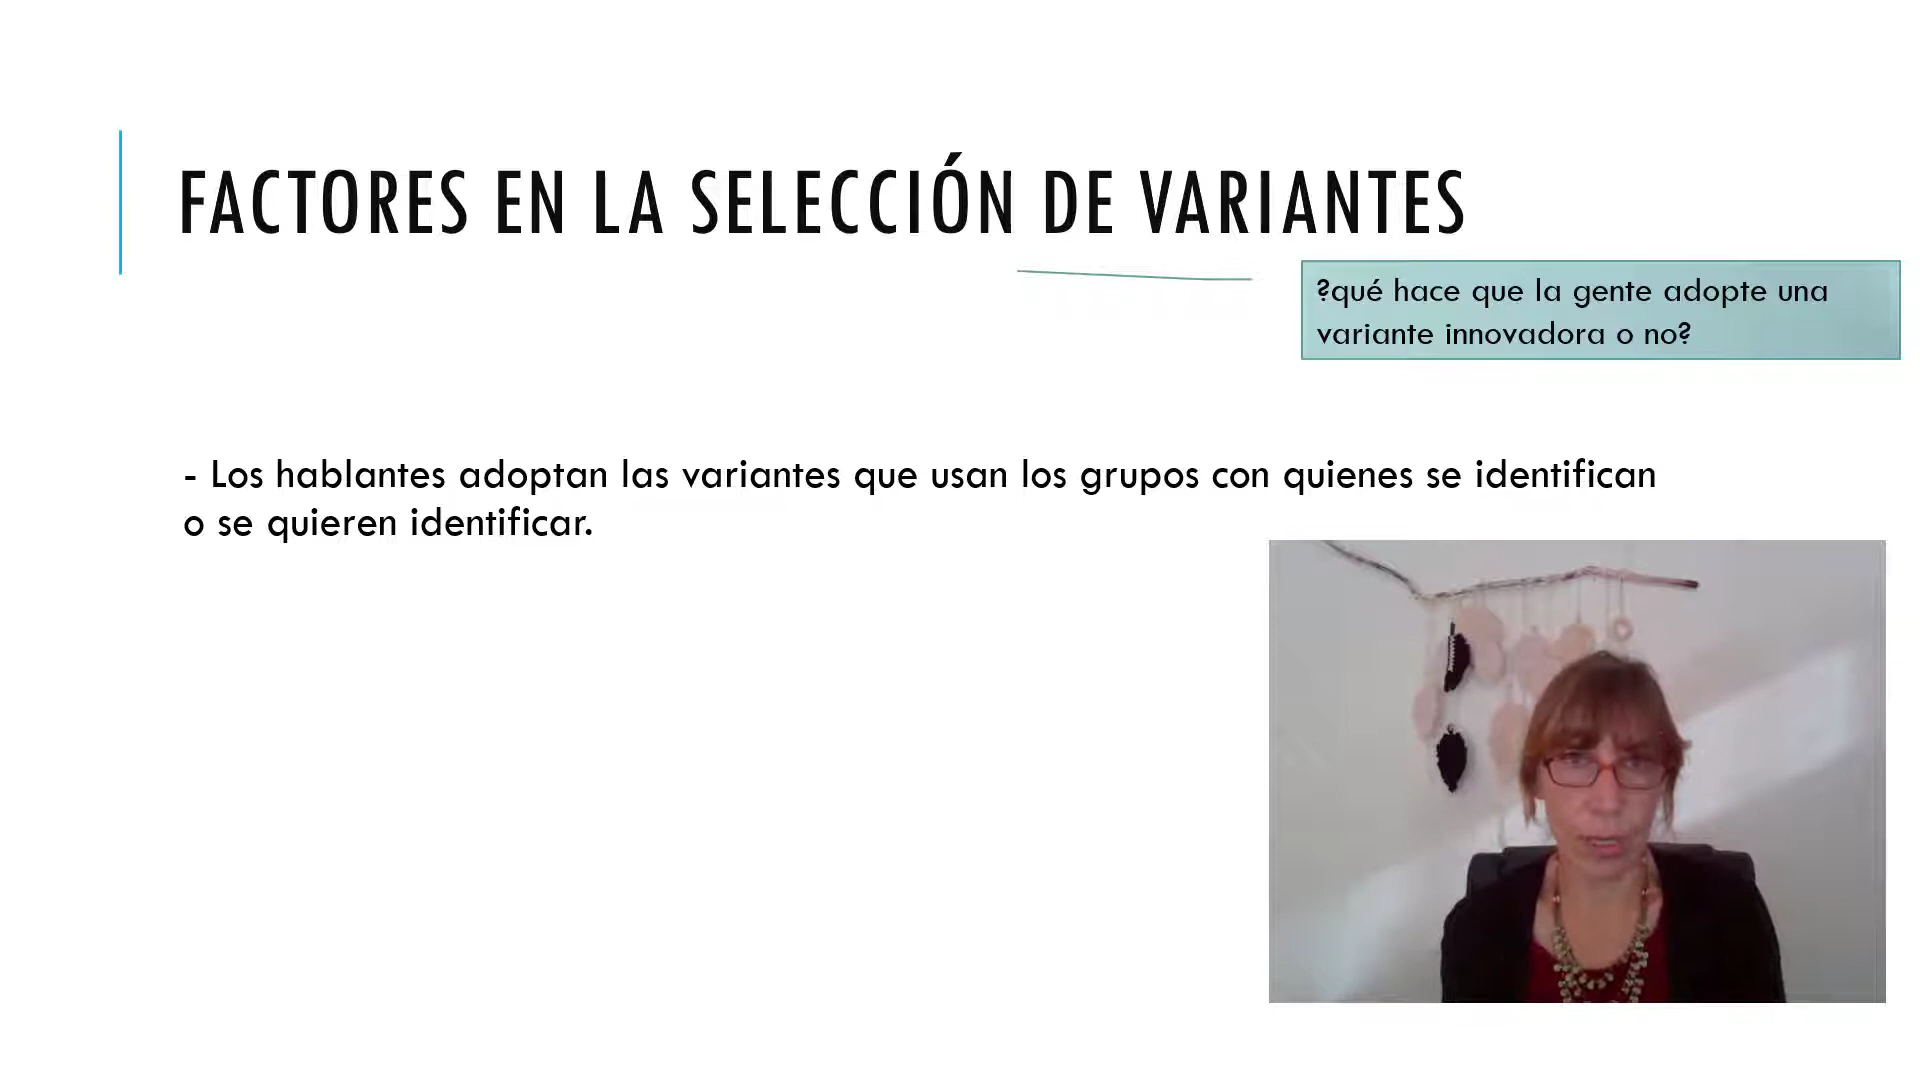 FACTORES EN LA SELECCIÓN DE VARIANTES
?qué hace que la gente adopte una
variante innovadora o no?
- Los hablantes adoptan las variantes que usan los grupos con quienes se identifican
o se quieren identificar.